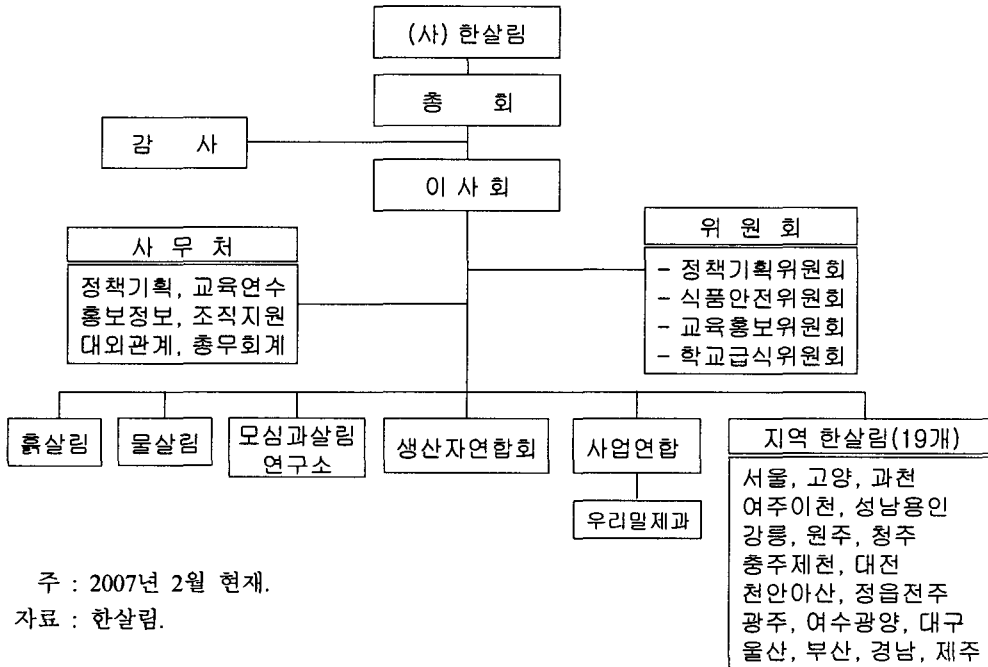 (사) 한살림
총 회
감 사
이 사 회
사 무 처
정책기획, 교육연수
홍보정보, 조직지원
대외관계, 총무회계
위 원 회
- 정책기획위원회
- 식품안전위원회
- 교육홍보위원회
- 학교급식위원회
흙살림
물살림
모심과살림
연구소
생산자연합회
사업연합
우리밀제과
지역 한살림(19개)
서울, 고양, 과천
여주이천, 성남용인
강릉, 원주, 청주
충주제천, 대전
천안아산, 정읍전주
광주, 여수광양, 대구
울산, 부산, 경남, 제주
주 : 2007년 2월 현재.
자료 : 한살림.